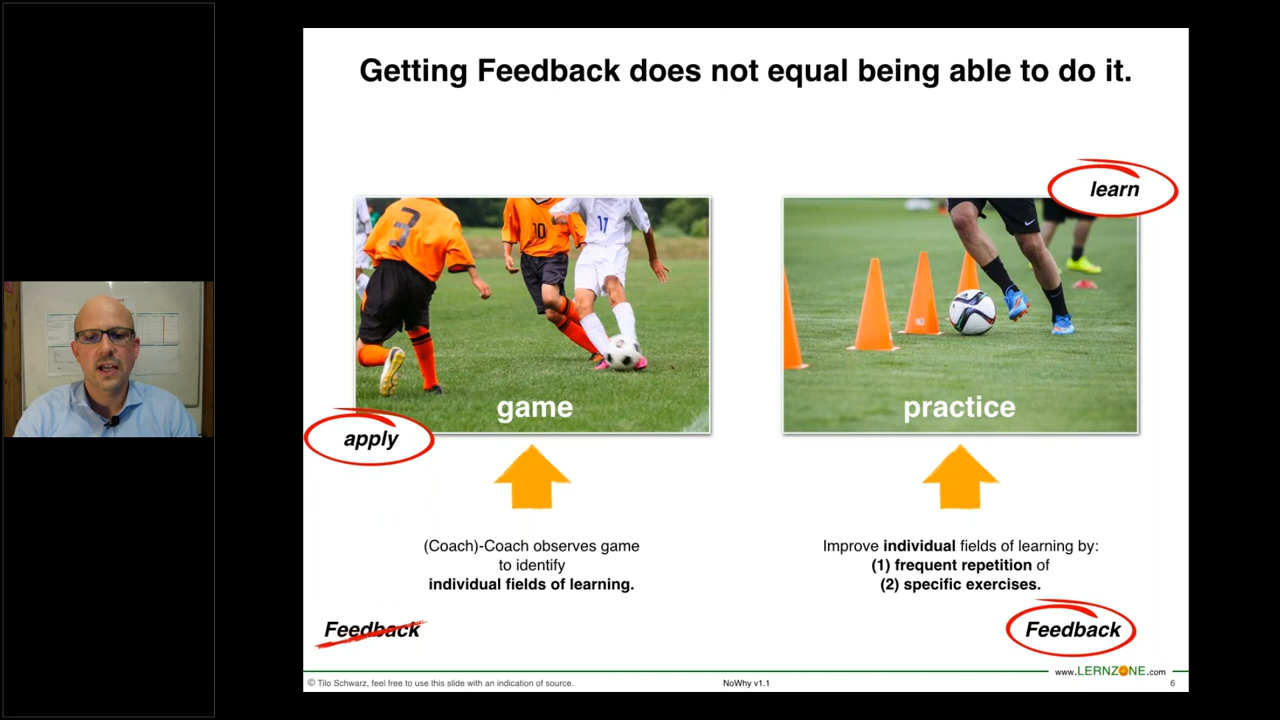 Getting Feedback does not equal being able to do it.
learn
3
10
11
game
practice
apply
(Coach)-Coach observes game
to identify
individual fields of learning.
Improve individual fields of learning by:
(1) frequent repetition of
(2) specific exercises.
Feedback
Feedback
www.LERNZONE.com
© Tilo Schwarz, feel free to use this slide with an indication of source.
NoWhy v1.1
6